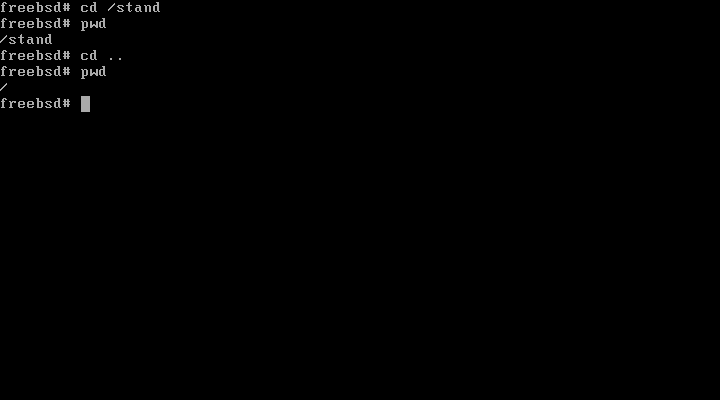 freebsd# cd /stand
freebsd# pwd
/stand
freebsd# cd ..
freebsd# pwd
/
freebsd#